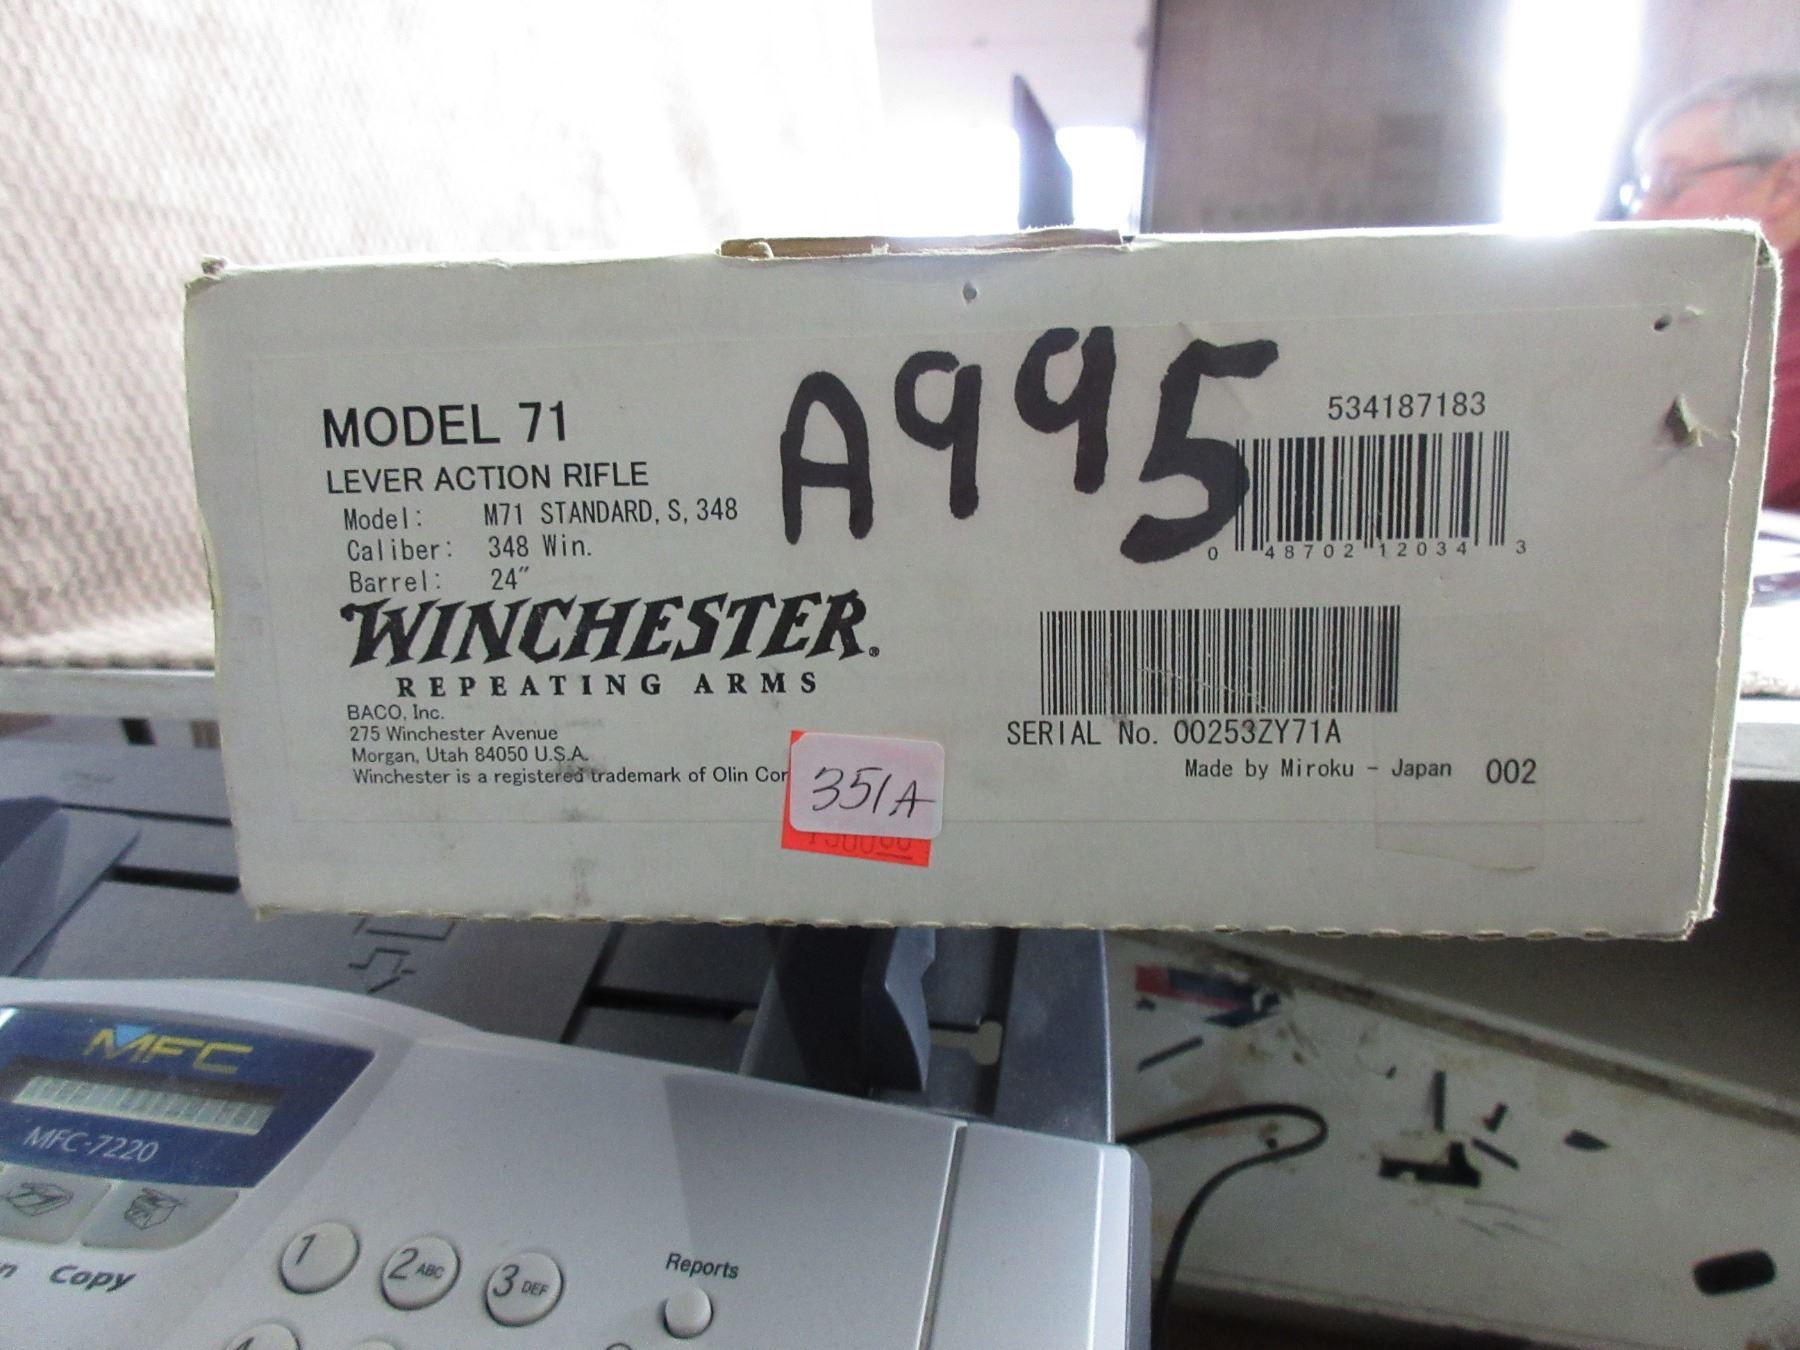 A995
534187183
MODEL 71
LEVER ACTION RIFLE
Model: M71 STANDARD, S, 348
Caliber: 348 Win.
Barrel: 24"
0 48702 12034 3
WINCHESTER®
REPEATING ARMS
BACO, Inc.
275 Winchester Avenue
Morgan, Utah 84050 U.S.A.
Winchester is a registered trademark of Olin Cor
SERIAL No. 00253ZY71A
Made by Miroku - Japan 002
351A
MFC
MFC-7220
Copy
1
2 ABC
3 DEF
Reports